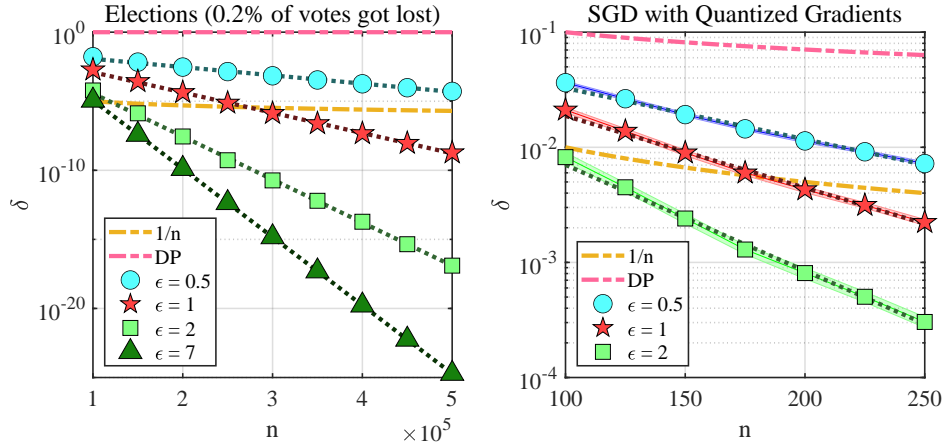 Elections (0.2% of votes got lost)
10^0
10^-10
10^-20
δ
1/n
DP
ϵ = 0.5
ϵ = 1
ϵ = 2
ϵ = 7
1 2 3 4 5
n
×10^5
SGD with Quantized Gradients
10^-1
10^-2
10^-3
10^-4
δ
1/n
DP
ϵ = 0.5
ϵ = 1
ϵ = 2
100 150 200 250
n